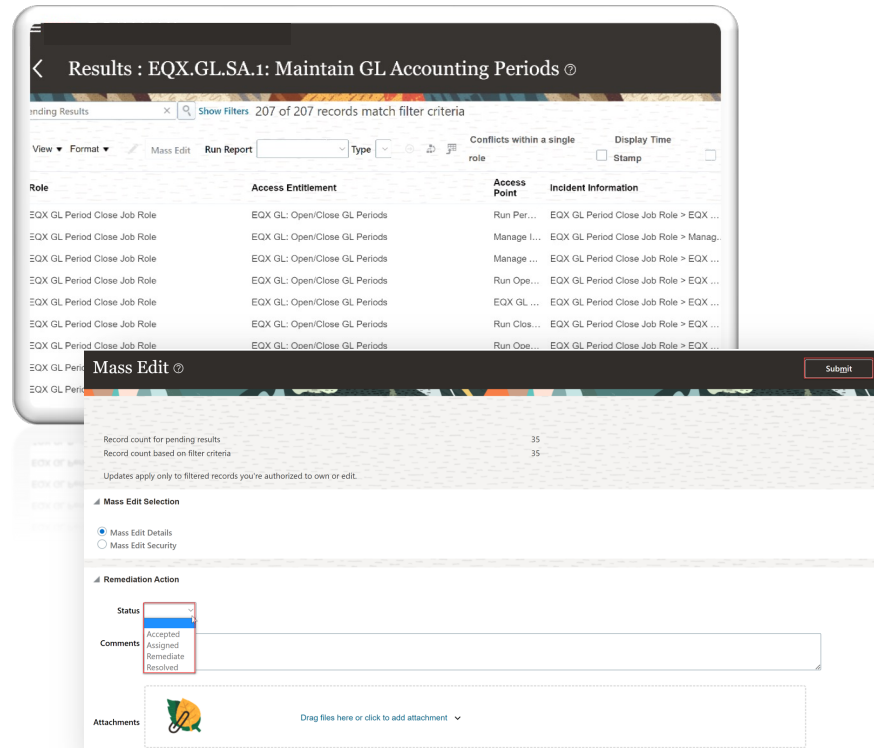 Results : EQX.GL.SA.1: Maintain GL Accounting Periods
ending Results × Show Filters 207 of 207 records match filter criteria
View Format Mass Edit Run Report Type Conflicts within a single role Display Time Stamp
Role Access Entitlement Access Point Incident Information
EQX GL Period Close Job Role EQX GL: Open/Close GL Periods Run Per... EQX GL Period Close Job Role > EQX ...
EQX GL Period Close Job Role EQX GL: Open/Close GL Periods Manage I... EQX GL Period Close Job Role > Manag..
EQX GL Period Close Job Role EQX GL: Open/Close GL Periods Manage ... EQX GL Period Close Job Role > EQX ...
EQX GL Period Close Job Role EQX GL: Open/Close GL Periods Run Ope... EQX GL Period Close Job Role > EQX ...
EQX GL Period Close Job Role EQX GL: Open/Close GL Periods EQX GL ... EQX GL Period Close Job Role > EQX ...
EQX GL Period Close Job Role EQX GL: Open/Close GL Periods Run Clos... EQX GL Period Close Job Role > EQX ...
EQX GL Period Close Job Role EQX GL: Open/Close GL Periods Run Ope... EQX GL Period Close Job Role > EQX ...
EQX GL Peric
EQX GL Peric
Mass Edit
Submit
Record count for pending results 35
Record count based on filter criteria 35
Updates apply only to filtered records you're authorized to own or edit.
Mass Edit Selection
Mass Edit Details
Mass Edit Security
Remediation Action
Status
Accepted
Comments Assigned
Remediate
Resolved
Attachments Drag files here or click to add attachment